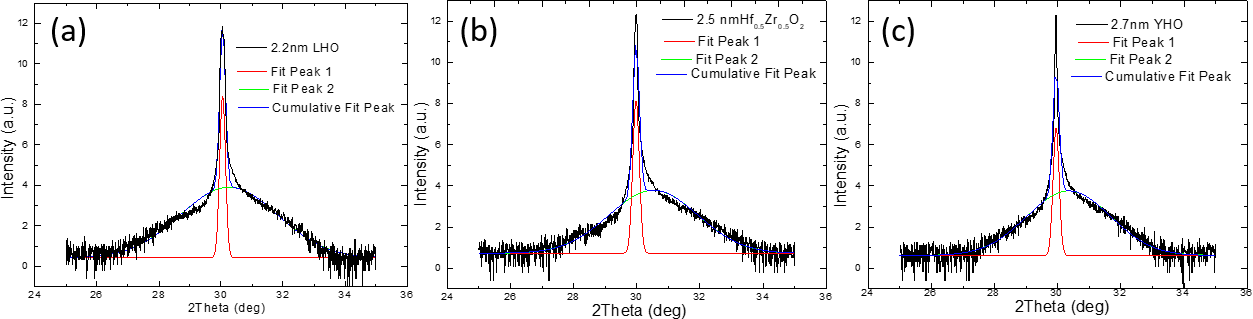 (a)
2.2nm LHO
Fit Peak 1
Fit Peak 2
Cumulative Fit Peak
12
10
8
6
4
2
0
Intensity (a.u.)
24 26 28 30 32 34 36
2Theta (deg)
(b)
2.5 nmHf0.5Zr0.5O2
Fit Peak 1
Fit Peak 2
Cumulative Fit Peak
12
10
8
6
4
2
0
Intensity (a.u.)
24 26 28 30 32 34 36
2Theta (deg)
(c)
2.7nm YHO
Fit Peak 1
Fit Peak 2
Cumulative Fit Peak
12
10
8
6
4
2
0
Intensity (a.u.)
24 26 28 30 32 34 36
2Theta (deg)